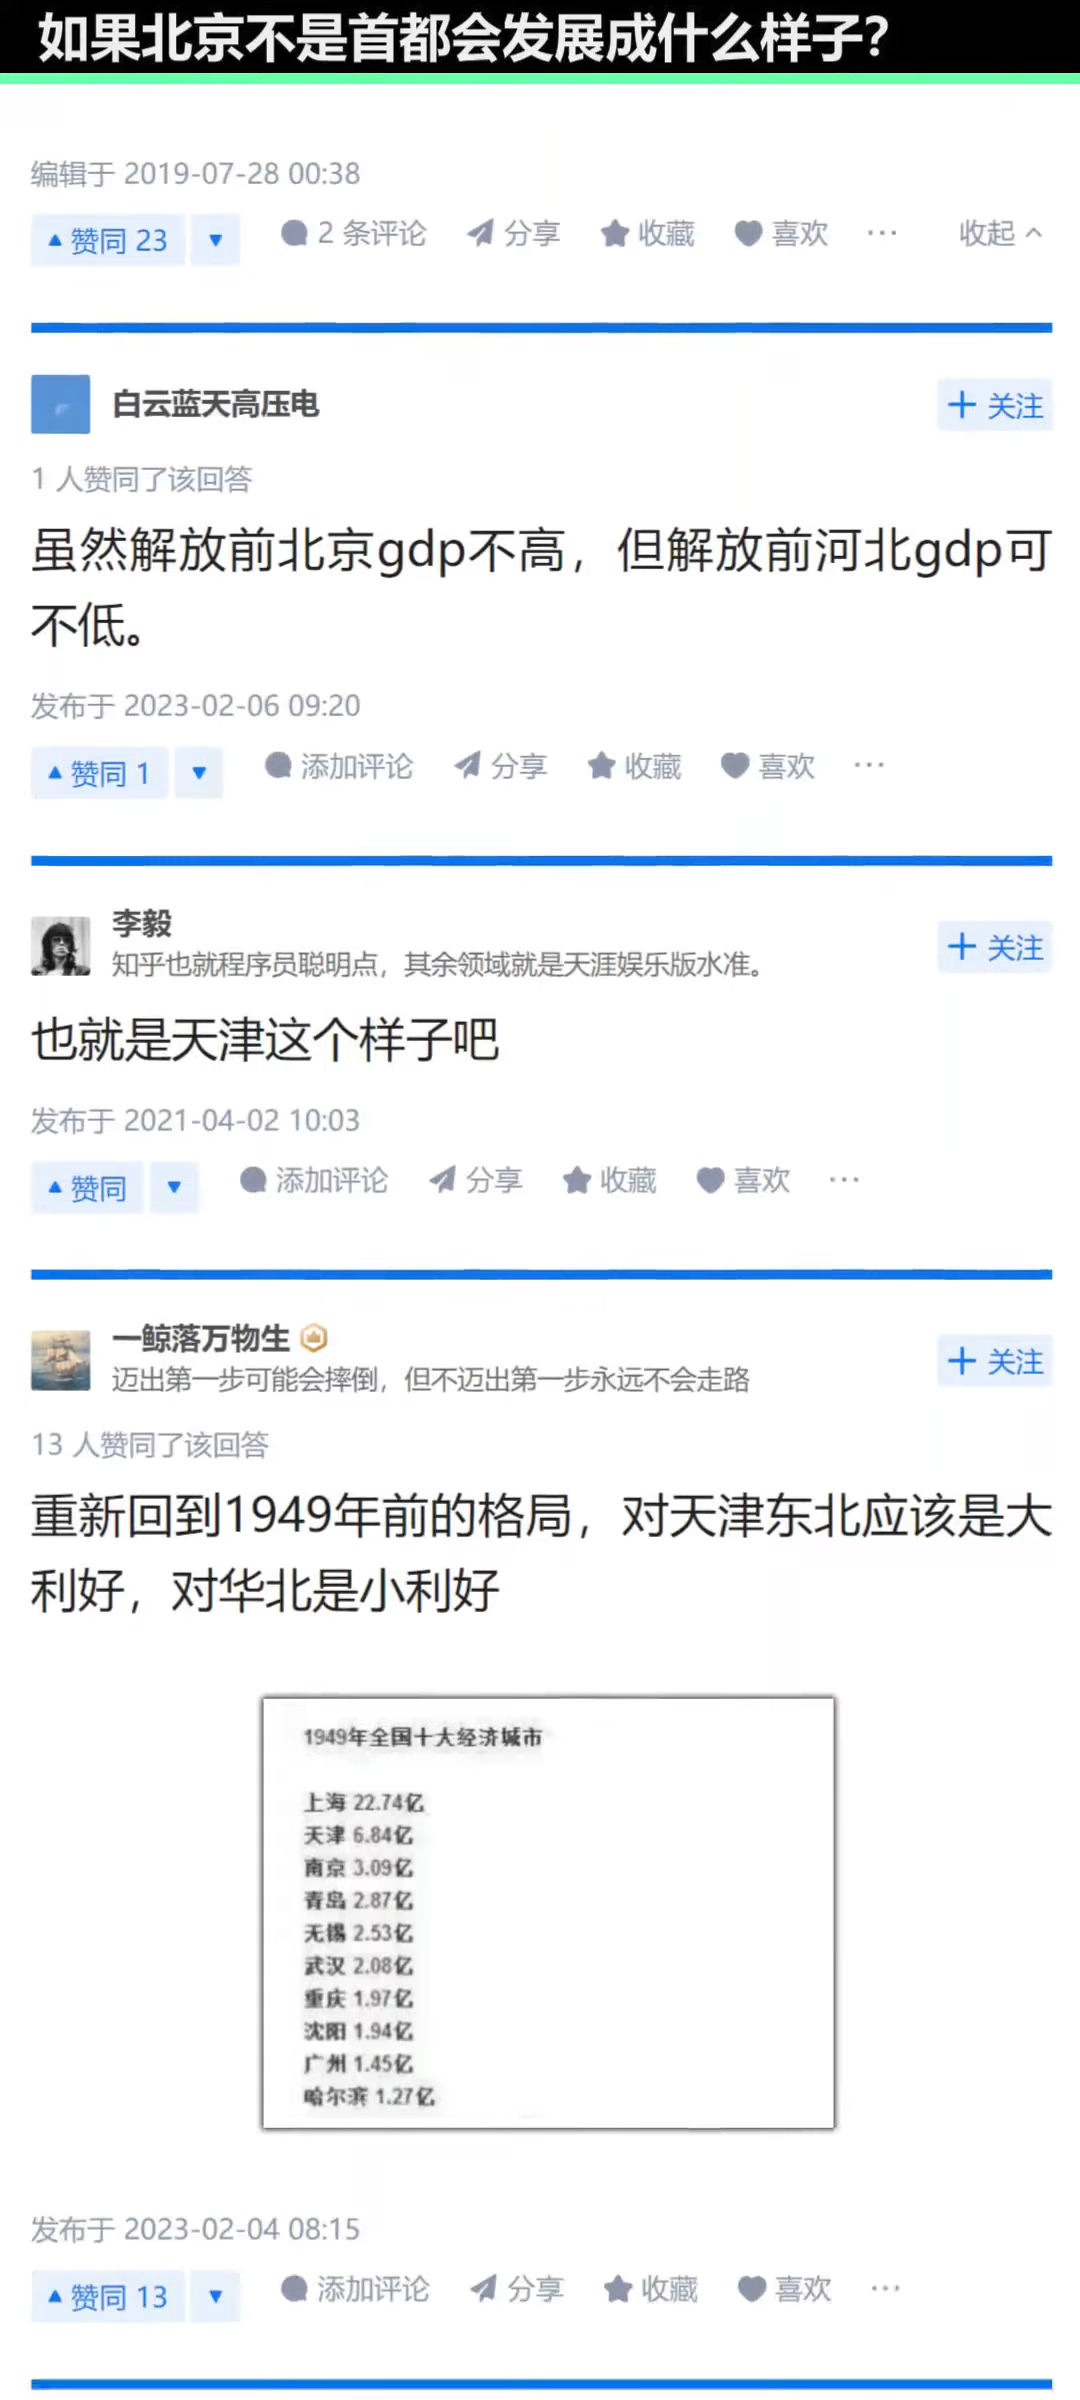 如果北京不是首都会发展成什么样子？
编辑于 2019-07-28 00:38
赞同 23
2 条评论
分享
收藏
喜欢
收起
白云蓝天高压电
关注
1 人赞同了该回答
虽然解放前北京gdp不高，但解放前河北gdp可
不低。
发布于 2023-02-06 09:20
赞同 1
添加评论
分享
收藏
喜欢
李毅
知乎也就程序员聪明点，其余领域就是天涯娱乐版水准。
关注
也就是天津这个样子吧
发布于 2021-04-02 10:03
赞同
添加评论
分享
收藏
喜欢
一鲸落万物生
迈出第一步可能会摔倒，但不迈出第一步永远不会走路
关注
13 人赞同了该回答
重新回到1949年前的格局，对天津东北应该是大
利好，对华北是小利好
1949年全国十大经济城市
上海 22.74亿
天津 6.84亿
南京 3.09亿
青岛 2.87亿
无锡 2.53亿
武汉 2.08亿
重庆 1.97亿
沈阳 1.94亿
广州 1.45亿
哈尔滨 1.27亿
发布于 2023-02-04 08:15
赞同 13
添加评论
分享
收藏
喜欢